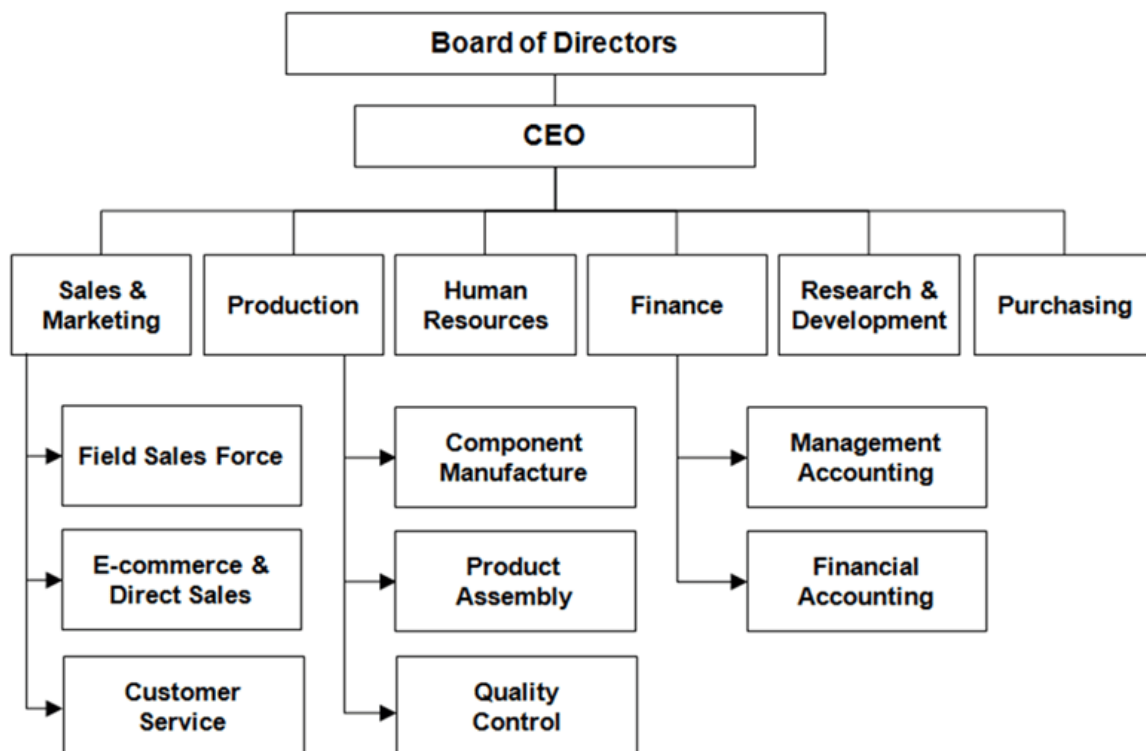 Board of Directors
CEO
Sales &
Marketing
Production
Human
Resources
Finance
Research &
Development
Purchasing
Field Sales Force
Component
Manufacture
Management
Accounting
E-commerce &
Direct Sales
Product
Assembly
Financial
Accounting
Customer
Service
Quality
Control